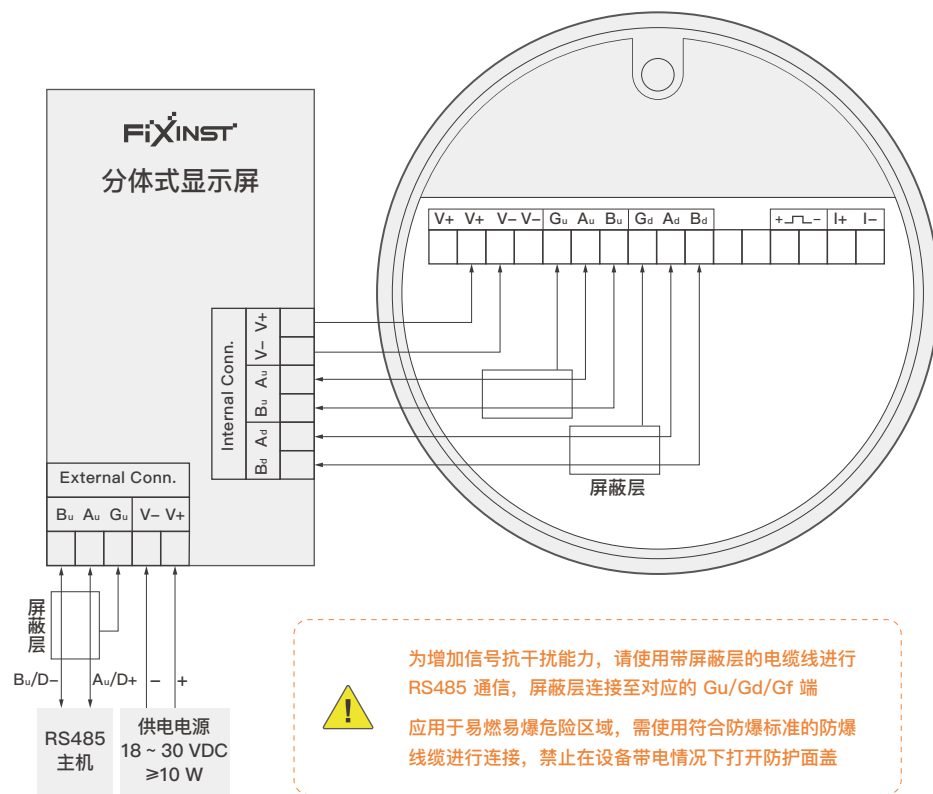 FiXINST
分体式显示屏
V+ V+ V− V− Gu Au Bu Gd Ad Bd + − I+ I−
Internal Conn.
V+
V−
Au
Bu
Ad
Bd
屏蔽层
External Conn.
Bu Au Gu V− V+
屏蔽层
Bu/D− Au/D+ − +
RS485
主机
供电电源
18 ~ 30 VDC
≥10 W
为增加信号抗干扰能力，请使用带屏蔽层的电缆线进行
RS485 通信，屏蔽层连接至对应的 Gu/Gd/Gf 端
应用于易燃易爆危险区域，需使用符合防爆标准的防爆
线缆进行连接，禁止在设备带电情况下打开防护面盖